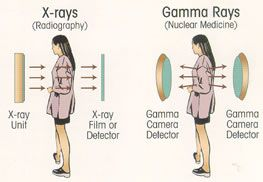 X-rays
(Radiography)
X-ray
Unit
X-ray
Film or
Detector
Gamma Rays
(Nuclear Medicine)
Gamma
Camera
Detector
Gamma
Camera
Detector